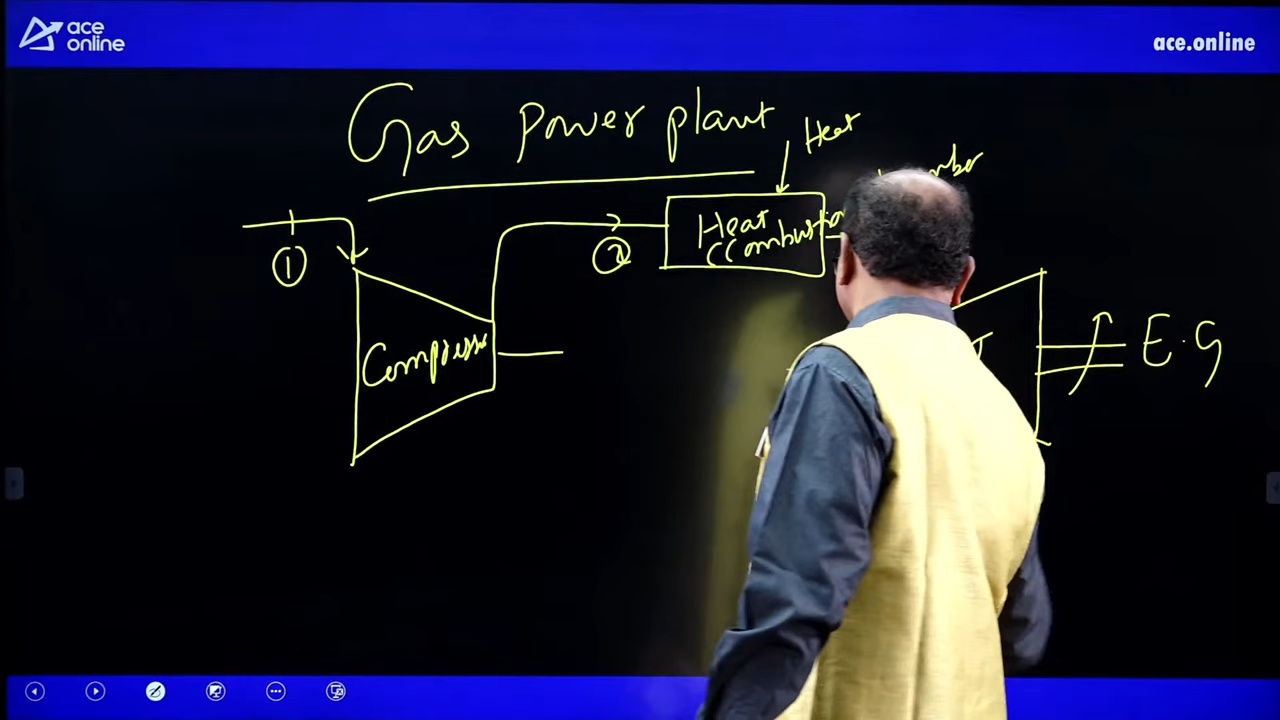 ace
online
ace.online
Gas Power plant
Heat
①
②
Heat
Combustion
Compressor
E.G